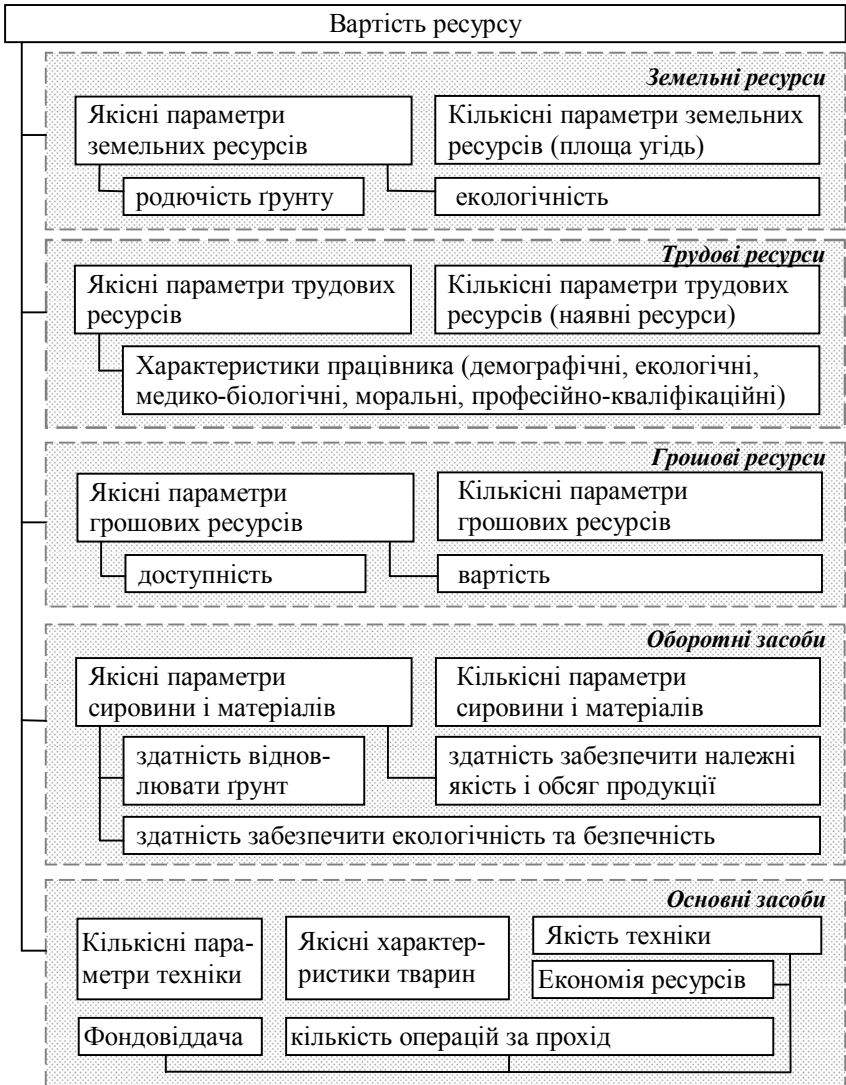 Вартість ресурсу
Земельні ресурси
Якісні параметри
земельних ресурсів
Кількісні параметри земельних
ресурсів (площа угідь)
родючість ґрунту
екологічність
Трудові ресурси
Якісні параметри трудових
ресурсів
Кількісні параметри трудових
ресурсів (наявні ресурси)
Характеристики працівника (демографічні, екологічні,
медико-біологічні, моральні, професійно-кваліфікаційні)
Грошові ресурси
Якісні параметри
грошових ресурсів
Кількісні параметри
грошових ресурсів
доступність
вартість
Оборотні засоби
Якісні параметри
сировини і матеріалів
Кількісні параметри
сировини і матеріалів
здатність віднов-
лювати ґрунт
здатність забезпечити належні
якість і обсяг продукції
здатність забезпечити екологічність та безпечність
Основні засоби
Кількісні пара-
метри техніки
Якісні характер-
ристики тварин
Якість техніки
Економія ресурсів
Фондовіддача
кількість операцій за прохід